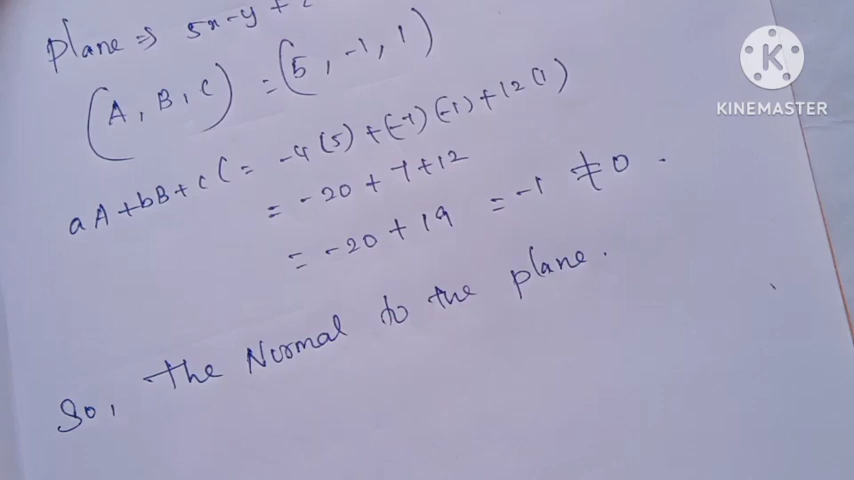 Plane ⇒ 5x-y+
(A, B, C) = (5, -1, 1)
aA+bB+cC = -4(5)+(-7)(-1)+12(1)
= -20+7+12
= -20+19 = -1 ≠0.
So, The Normal to the plane.
KINEMASTER